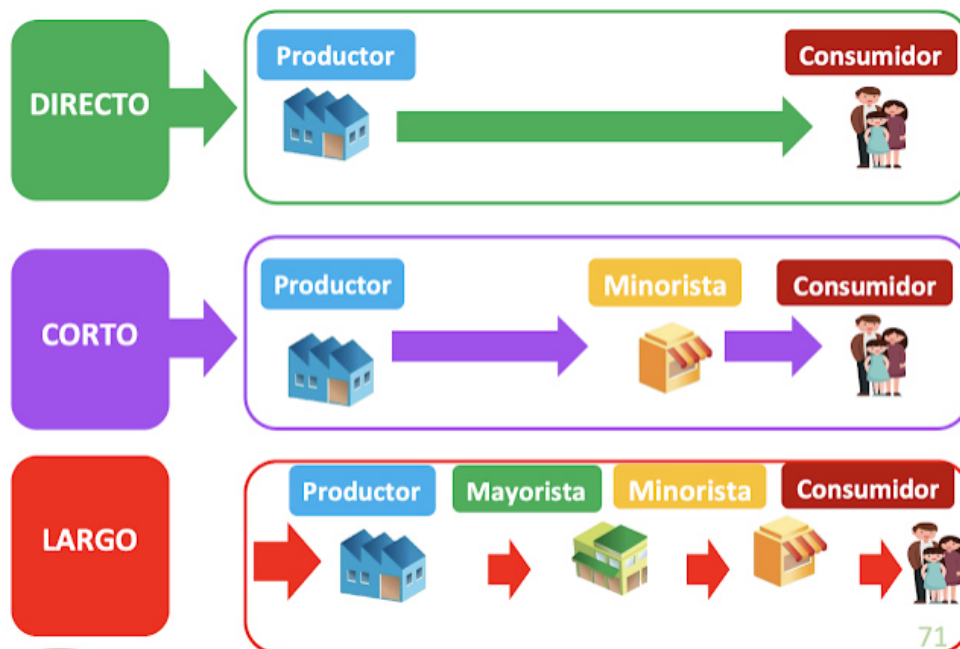 DIRECTO
Productor
Consumidor
CORTO
Productor
Minorista
Consumidor
LARGO
Productor
Mayorista
Minorista
Consumidor
71